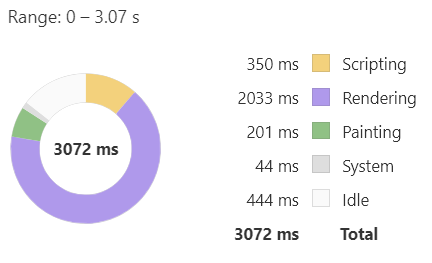 Range: 0 – 3.07 s
3072 ms
350 ms Scripting
2033 ms Rendering
201 ms Painting
44 ms System
444 ms Idle
3072 ms Total